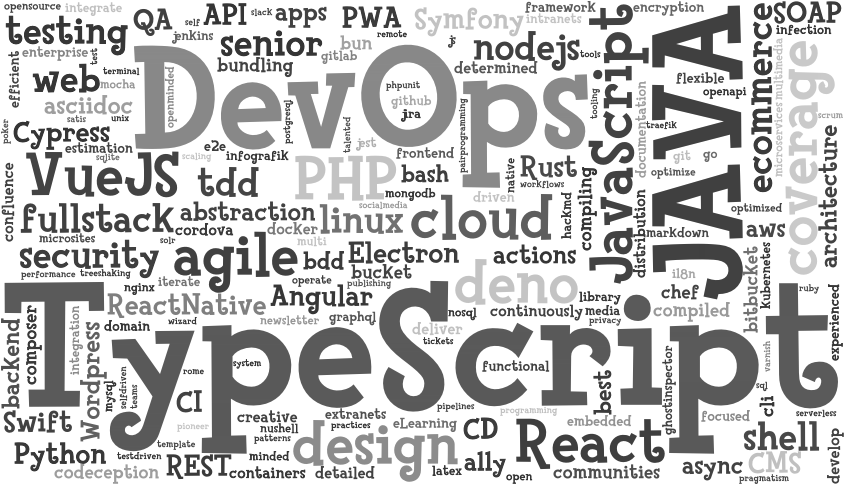 opensource
integrate
QA
self
API
slack
apps
PWA
remote
Symfony
framework
intranets
encryption
SOAP
testing
jenkins
senior
bun
gitlab
jr
nodejs
tools
infection
efficient
enterprise
test
web
terminal
mocha
bundling
DevOps
determined
JavaScript
flexible
openapi
JAVA
ecommerce
multimedia
microservices
coverage
scrum
asciidoc
satis
unix
openminded
postgresql
talented
phpunit
github
jira
pairprogramming
tooling
documentation
traefik
poker
Cypress
estimation
sqlite
scaling
e2e
infografik
jest
frontend
native
Rust
workflows
git
go
optimize
architecture
confluence
VueJS
tdd
PHP
socialmedia
bash
mongodb
driven
hackmd
compiling
distribution
optimized
fullstack
abstraction
cordova
docker
linux
cloud
markdown
aws
microsites
solr
multi
security
agile
bdd
Electron
bucket
actions
bitbucket
kubernetes
performance
treeshaking
nginx
iterate
operate
publishing
deno
i18n
chef
compiled
ruby
experienced
TypeScript
ReactNative
Angular
domain
wizard
newsletter
graphql
deliver
tickets
nosql
continuously
library
media
privacy
backend
composer
integration
Wordpress
mysql
selfdriven
teams
rome
system
functional
best
ghostinspector
varnish
sql
cli
serverless
Swift
CI
pioneer
creative
nushell
patterns
extranets
practices
eLearning
pipelines
CD
programming
embedded
focused
Python
testdriven
template
minded
design
React
shell
develop
codeception
REST
containers
detailed
latex
ally
open
communities
async
CMS
pragmatism